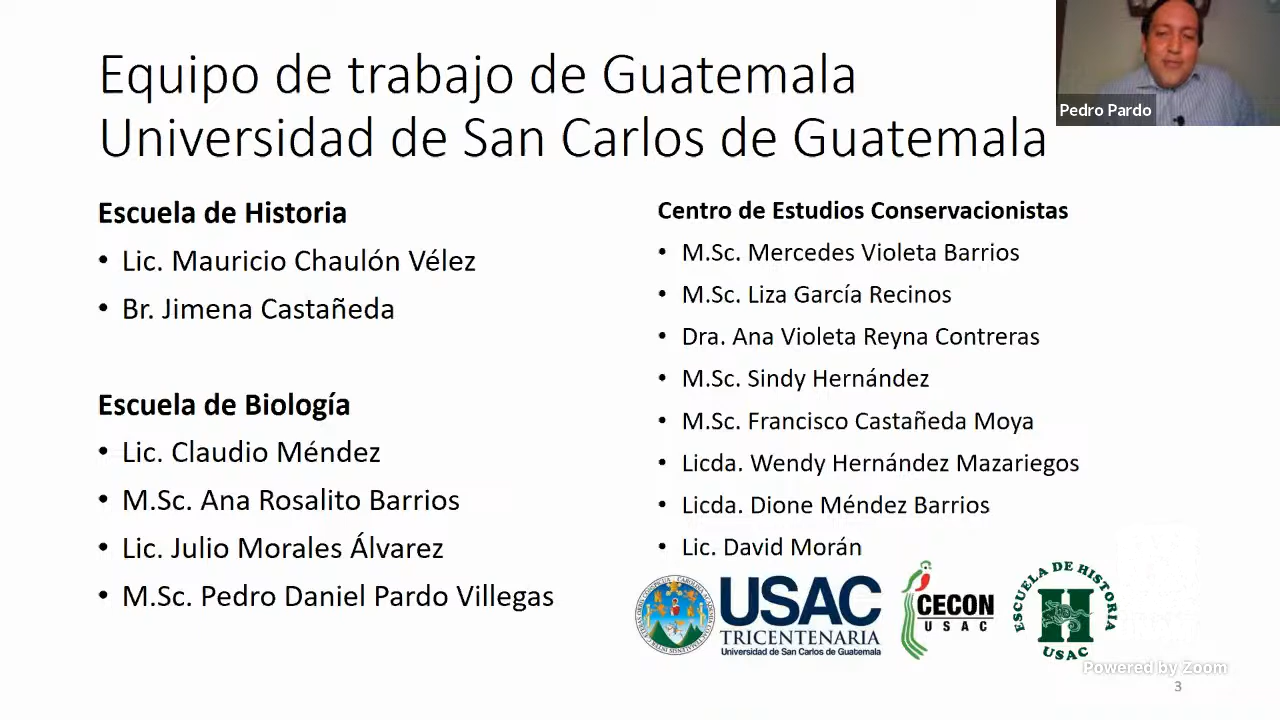 Equipo de trabajo de Guatemala
Universidad de San Carlos de Guatemala
Pedro Pardo
Escuela de Historia
• Lic. Mauricio Chaulón Vélez
• Br. Jimena Castañeda
Escuela de Biología
• Lic. Claudio Méndez
• M.Sc. Ana Rosalito Barrios
• Lic. Julio Morales Álvarez
• M.Sc. Pedro Daniel Pardo Villegas
Centro de Estudios Conservacionistas
• M.Sc. Mercedes Violeta Barrios
• M.Sc. Liza García Recinos
• Dra. Ana Violeta Reyna Contreras
• M.Sc. Sindy Hernández
• M.Sc. Francisco Castañeda Moya
• Licda. Wendy Hernández Mazariegos
• Licda. Dione Méndez Barrios
• Lic. David Morán
USAC
TRICENTENARIA
Universidad de San Carlos de Guatemala
CECON
USAC
ESCUELA DE HISTORIA
H
USAC
Powered by Zoom
3